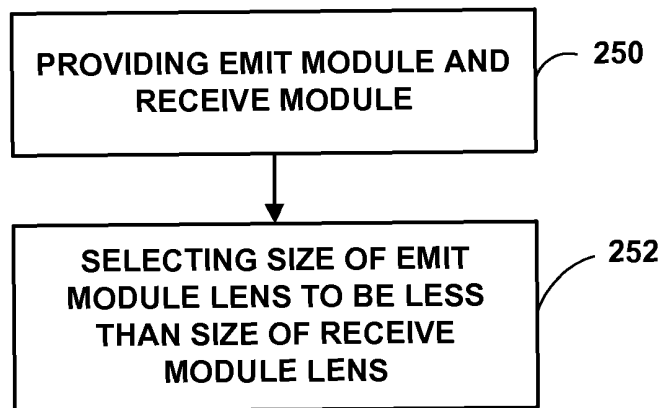 PROVIDING EMIT MODULE AND
RECEIVE MODULE
250
SELECTING SIZE OF EMIT
MODULE LENS TO BE LESS
THAN SIZE OF RECEIVE
MODULE LENS
252